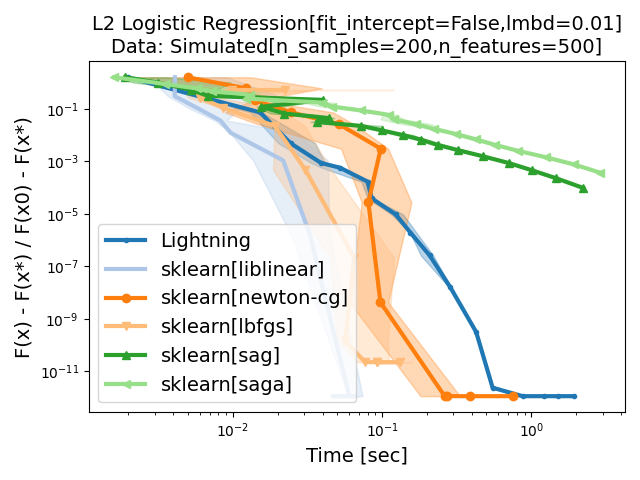 L2 Logistic Regression[fit_intercept=False,lmbd=0.01]
Data: Simulated[n_samples=200,n_features=500]
F(x) - F(x*) / F(x0) - F(x*)
10⁻¹
10⁻³
10⁻⁵
10⁻⁷
10⁻⁹
10⁻¹¹
Lightning
sklearn[liblinear]
sklearn[newton-cg]
sklearn[lbfgs]
sklearn[sag]
sklearn[saga]
10⁻² 10⁻¹ 10⁰
Time [sec]